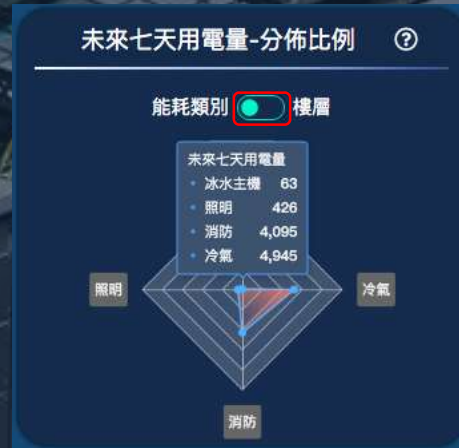 未來七天用電量-分佈比例 ?
能耗類別 樓層
未來七天用電量
冰水主機 63
照明 426
消防 4,095
冷氣 4,945
照明
冷氣
消防